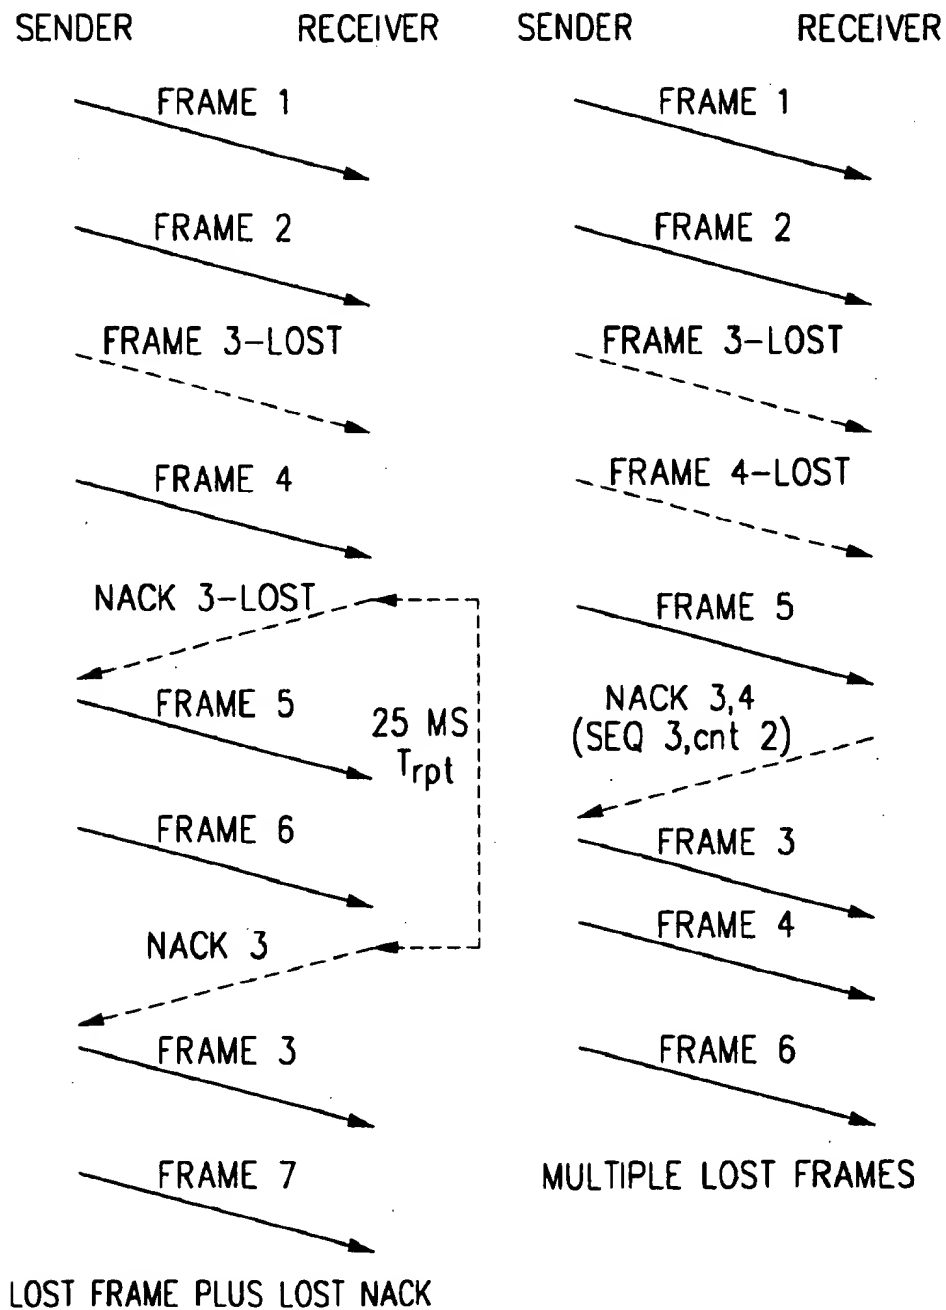 SENDER RECEIVER
FRAME 1
FRAME 2
FRAME 3-LOST
FRAME 4
NACK 3-LOST
FRAME 5
25 MS
Trpt
FRAME 6
NACK 3
FRAME 3
FRAME 7
LOST FRAME PLUS LOST NACK
SENDER RECEIVER
FRAME 1
FRAME 2
FRAME 3-LOST
FRAME 4-LOST
FRAME 5
NACK 3,4
(SEQ 3,cnt 2)
FRAME 3
FRAME 4
FRAME 6
MULTIPLE LOST FRAMES